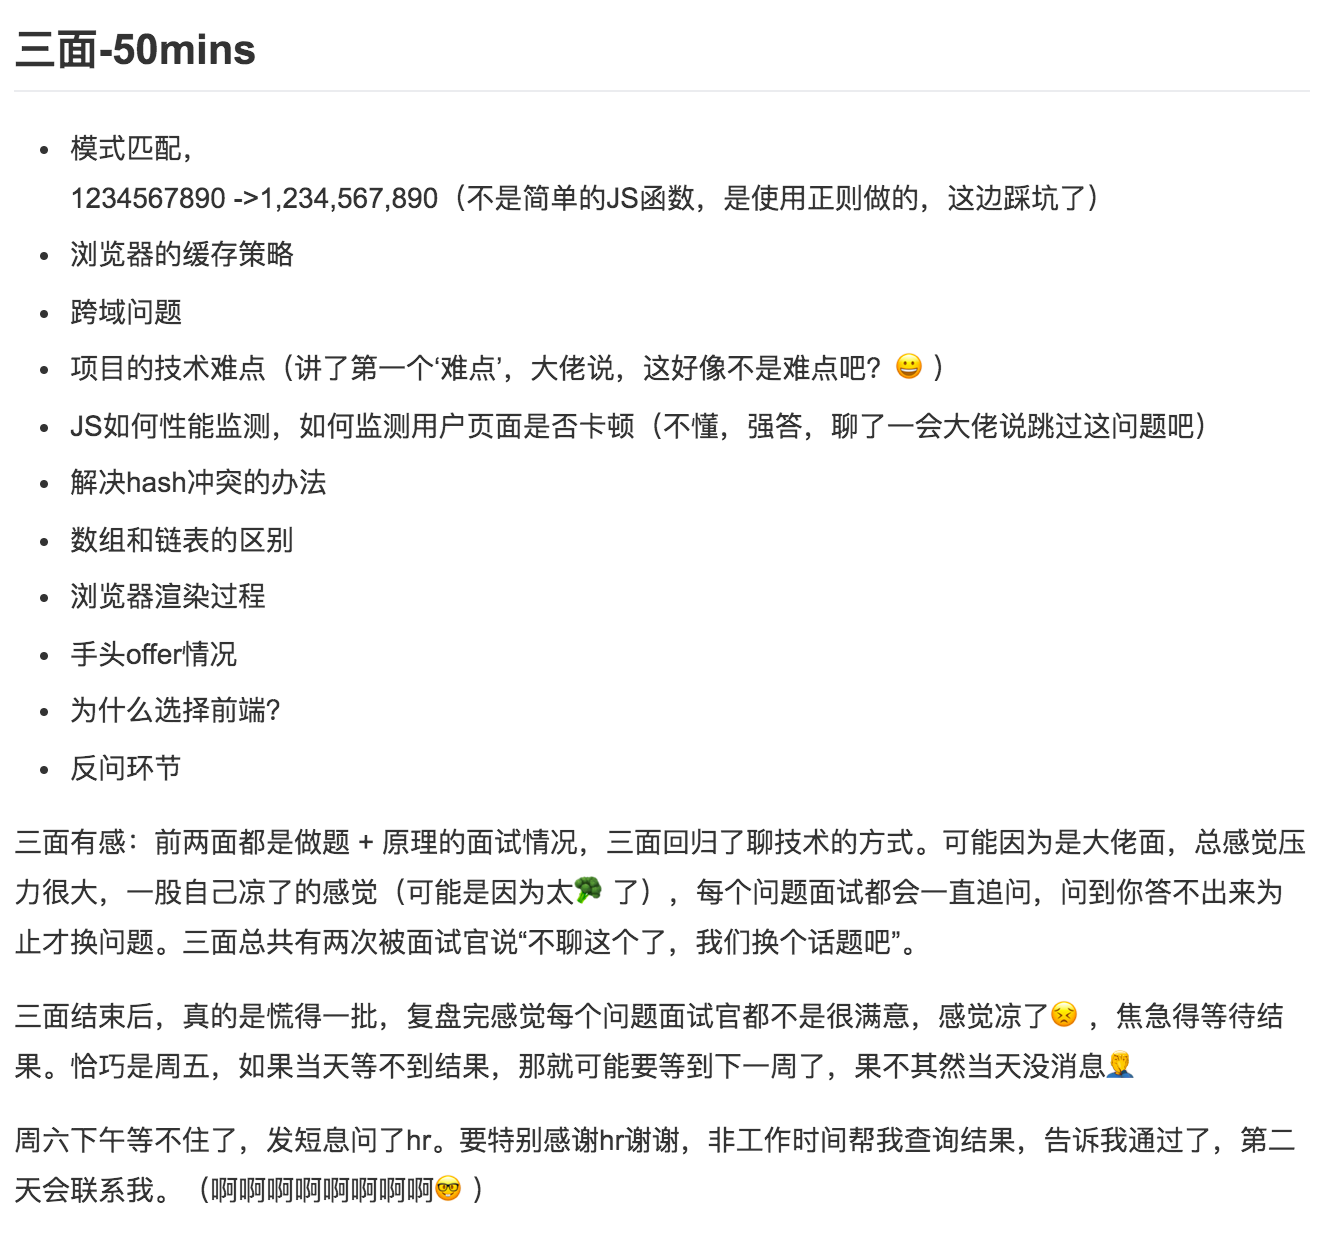 三面-50mins
模式匹配，
1234567890 ->1,234,567,890（不是简单的JS函数，是使用正则做的，这边踩坑了）
浏览器的缓存策略
跨域问题
项目的技术难点（讲了第一个‘难点’，大佬说，这好像不是难点吧？😀 ）
JS如何性能监测，如何监测用户页面是否卡顿（不懂，强答，聊了一会大佬说跳过这问题吧）
解决hash冲突的办法
数组和链表的区别
浏览器渲染过程
手头offer情况
为什么选择前端？
反问环节
三面有感：前两面都是做题 + 原理的面试情况，三面回归了聊技术的方式。可能因为是大佬面，总感觉压
力很大，一股自己凉了的感觉（可能是因为太🥦 了），每个问题面试都会一直追问，问到你答不出来为
止才换问题。三面总共有两次被面试官说“不聊这个了，我们换个话题吧”。
三面结束后，真的是慌得一批，复盘完感觉每个问题面试官都不是很满意，感觉凉了😣 ，焦急得等待结
果。恰巧是周五，如果当天等不到结果，那就可能要等到下一周了，果不其然当天没消息🤦‍♂️
周六下午等不住了，发短息问了hr。要特别感谢hr谢谢，非工作时间帮我查询结果，告诉我通过了，第二
天会联系我。（啊啊啊啊啊啊啊啊🤓 ）